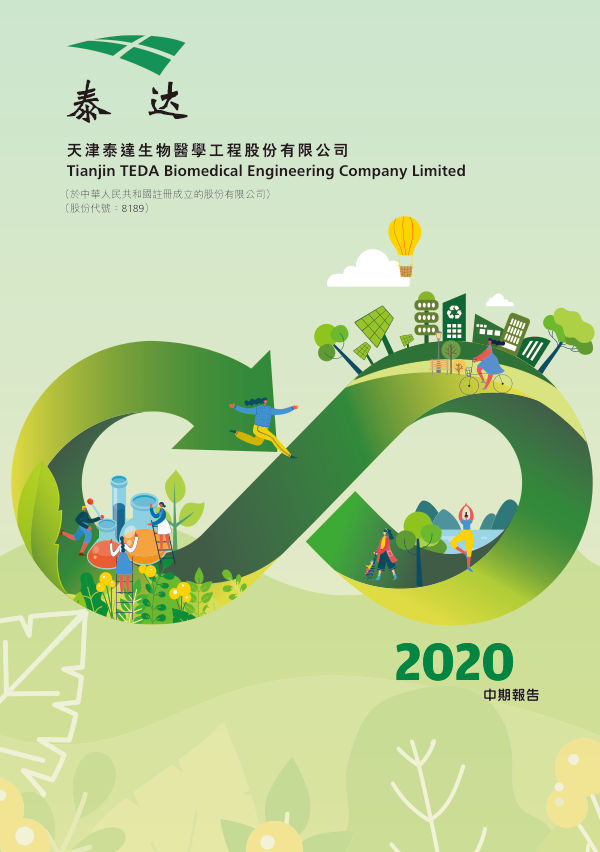 泰达
天津泰達生物醫學工程股份有限公司
Tianjin TEDA Biomedical Engineering Company Limited
（於中華人民共和國註冊成立的股份有限公司）
（股份代號：8189）
2020
中期報告